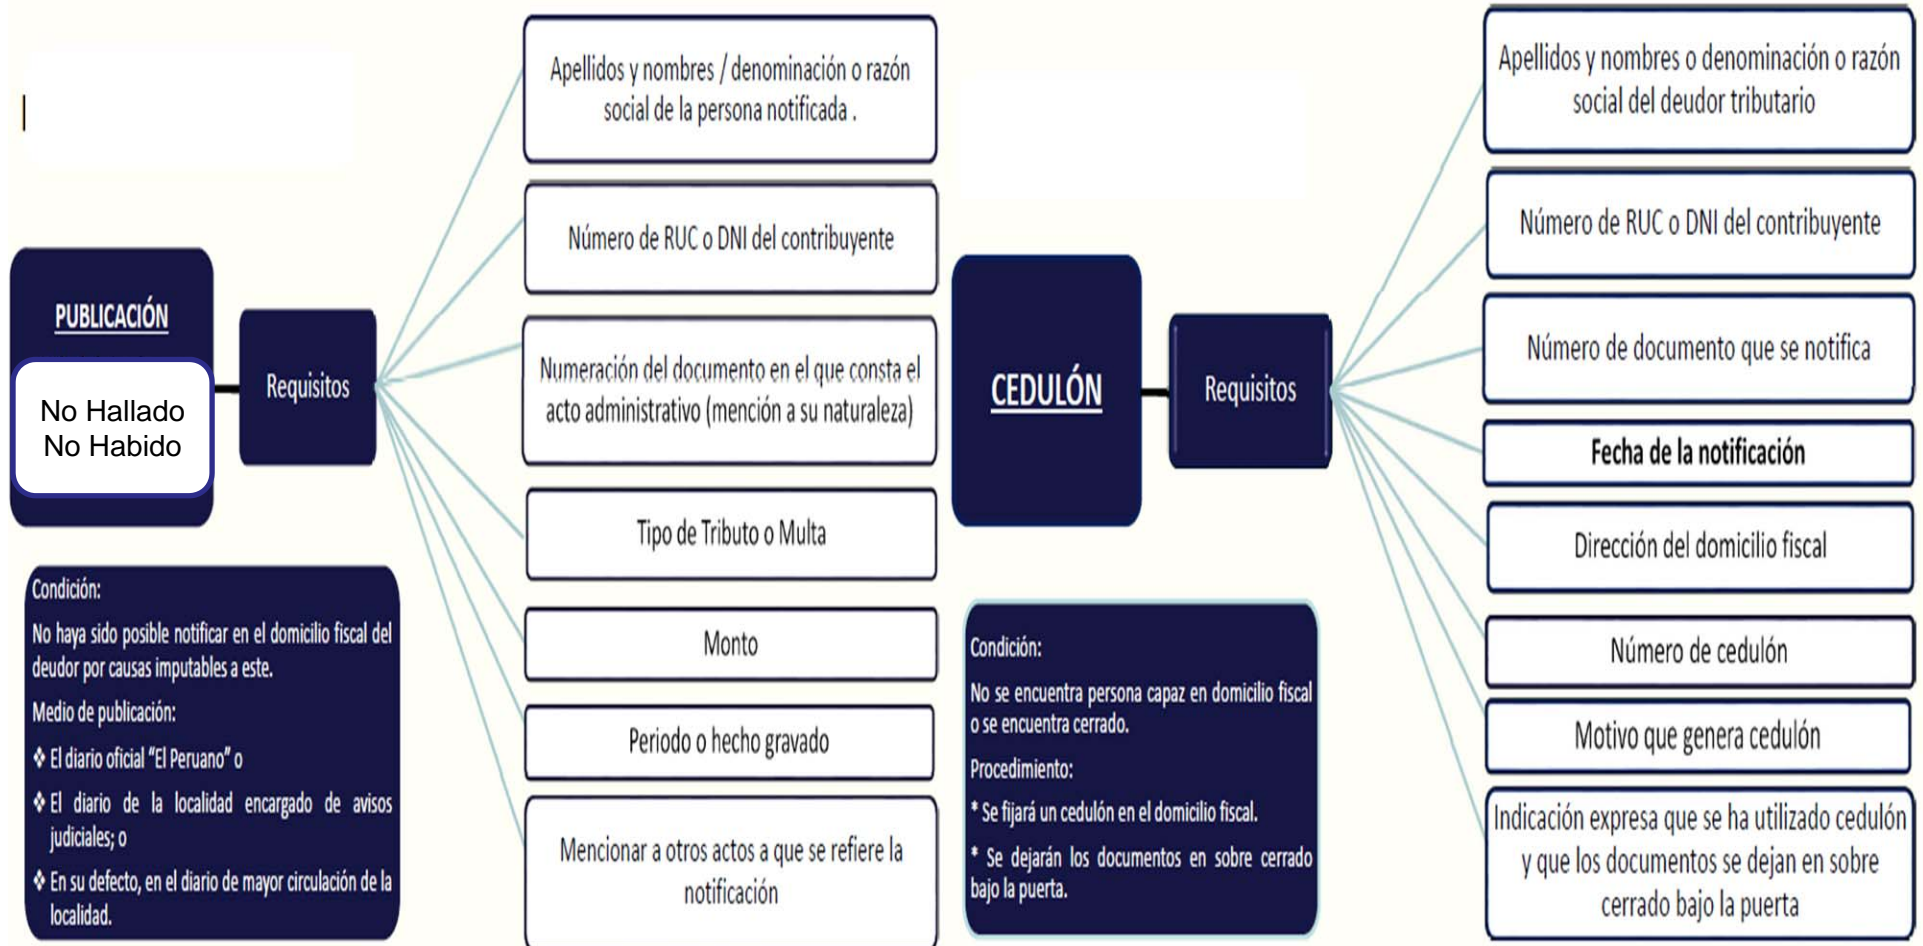 PUBLICACIÓN
No Hallado
No Habido
Requisitos
Apellidos y nombres / denominación o razón
social de la persona notificada .
Número de RUC o DNI del contribuyente
Numeración del documento en el que consta el
acto administrativo (mención a su naturaleza)
Tipo de Tributo o Multa
Monto
Periodo o hecho gravado
Mencionar a otros actos a que se refiere la
notificación
Condición:
No haya sido posible notificar en el domicilio fiscal del
deudor por causas imputables a este.
Medio de publicación:
❖ El diario oficial “El Peruano” o
❖ El diario de la localidad encargado de avisos
judiciales; o
❖ En su defecto, en el diario de mayor circulación de la
localidad.
CEDULÓN
Requisitos
Apellidos y nombres o denominación o razón
social del deudor tributario
Número de RUC o DNI del contribuyente
Número de documento que se notifica
Fecha de la notificación
Dirección del domicilio fiscal
Número de cedulón
Motivo que genera cedulón
Indicación expresa que se ha utilizado cedulón
y que los documentos se dejan en sobre
cerrado bajo la puerta
Condición:
No se encuentra persona capaz en domicilio fiscal
o se encuentra cerrado.
Procedimiento:
* Se fijará un cedulón en el domicilio fiscal.
* Se dejarán los documentos en sobre cerrado
bajo la puerta.